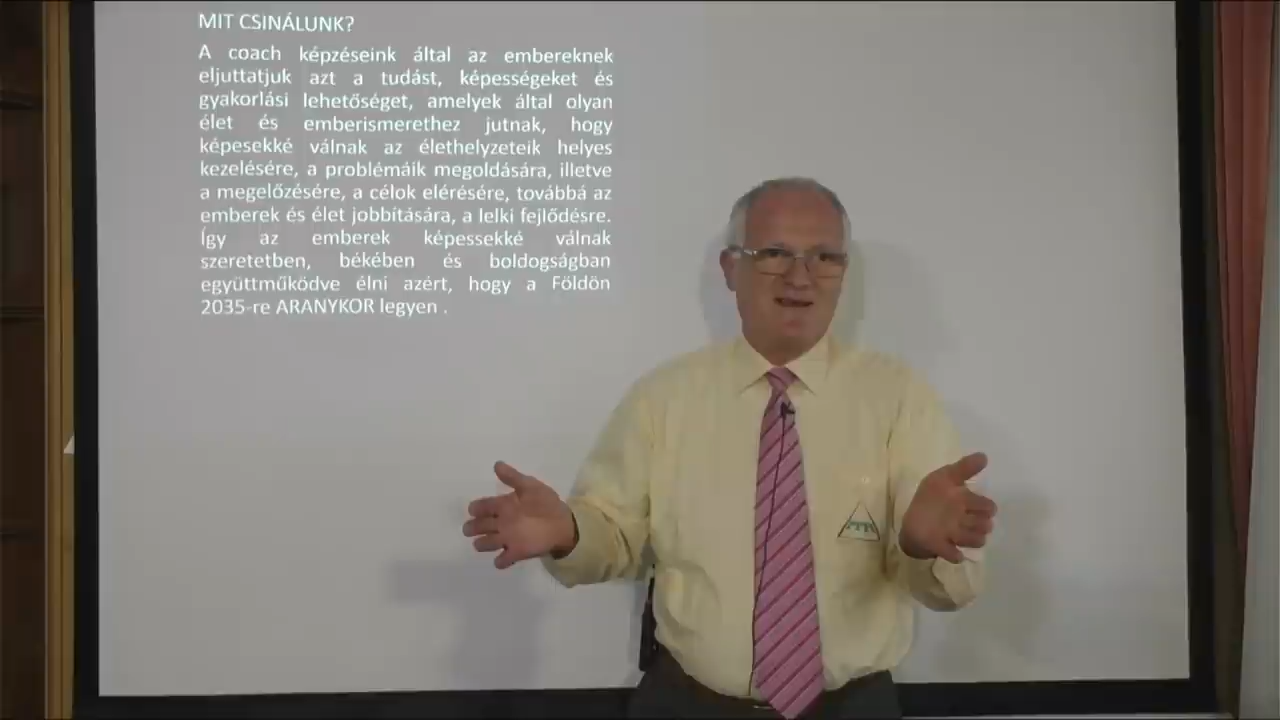 MIT CSINÁLUNK?
A coach képzéseink által az embereknek
eljuttatjuk azt a tudást, képességeket és
gyakorlási lehetőséget, amelyek által olyan
élet és emberismerethez jutnak, hogy
képesekké válnak az élethelyzeteik helyes
kezelésére, a problémáik megoldására, illetve
a megelőzésére, a célok elérésére, továbbá az
emberek és élet jobbítására, a lelki fejlődésre.
Így az emberek képessekké válnak
szeretetben, békében és boldogságban
együttműködve élni azért, hogy a Földön
2035-re ARANYKOR legyen .